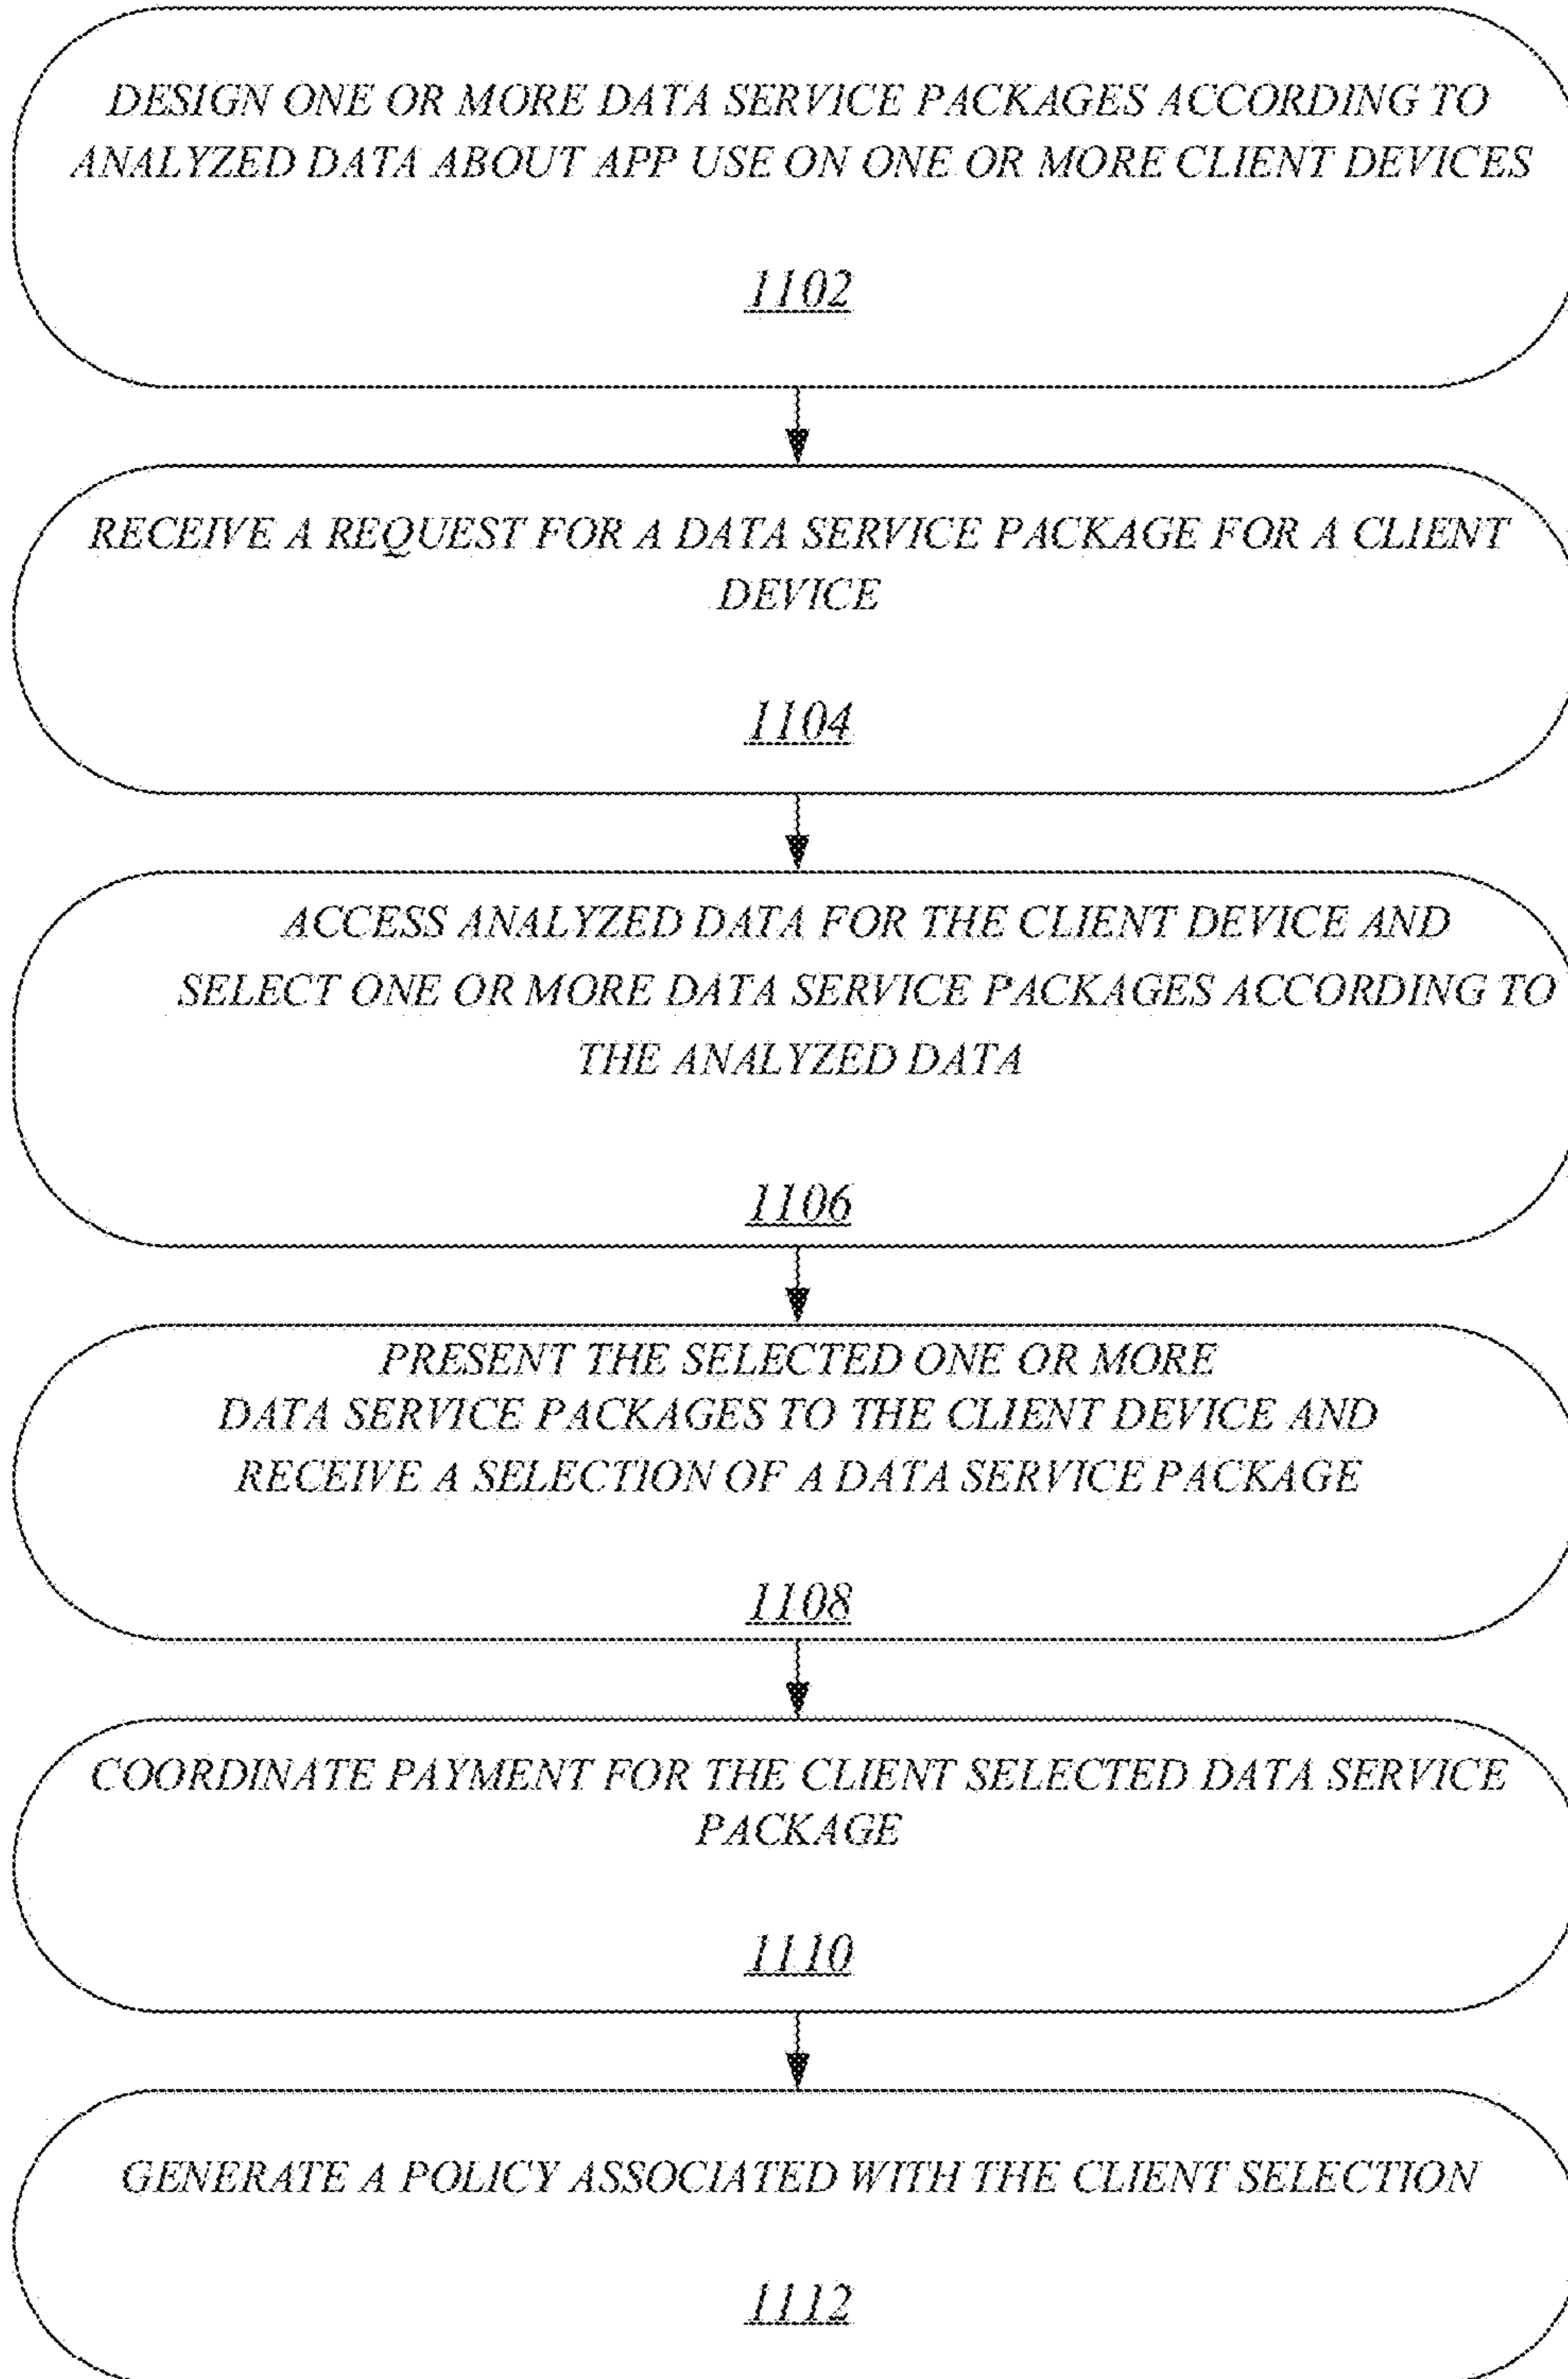 DESIGN ONE OR MORE DATA SERVICE PACKAGES ACCORDING TO
ANALYZED DATA ABOUT APP USE ON ONE OR MORE CLIENT DEVICES
1102
RECEIVE A REQUEST FOR A DATA SERVICE PACKAGE FOR A CLIENT
DEVICE
1104
ACCESS ANALYZED DATA FOR THE CLIENT DEVICE AND
SELECT ONE OR MORE DATA SERVICE PACKAGES ACCORDING TO
THE ANALYZED DATA
1106
PRESENT THE SELECTED ONE OR MORE
DATA SERVICE PACKAGES TO THE CLIENT DEVICE AND
RECEIVE A SELECTION OF A DATA SERVICE PACKAGE
1108
COORDINATE PAYMENT FOR THE CLIENT SELECTED DATA SERVICE
PACKAGE
1110
GENERATE A POLICY ASSOCIATED WITH THE CLIENT SELECTION
1112